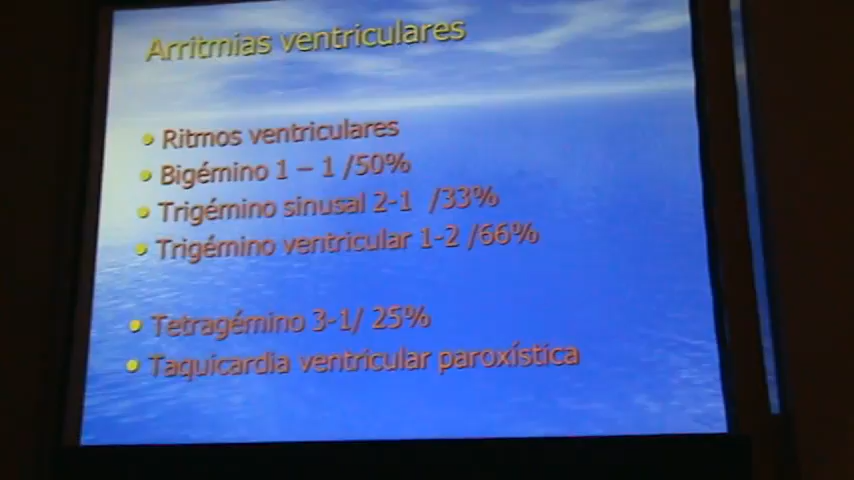 Arritmias ventriculares
Ritmos ventriculares
Bigémino 1 – 1 /50%
Trigémino sinusal 2-1 /33%
Trigémino ventricular 1-2 /66%
Tetragémino 3-1/ 25%
Taquicardia ventricular paroxística